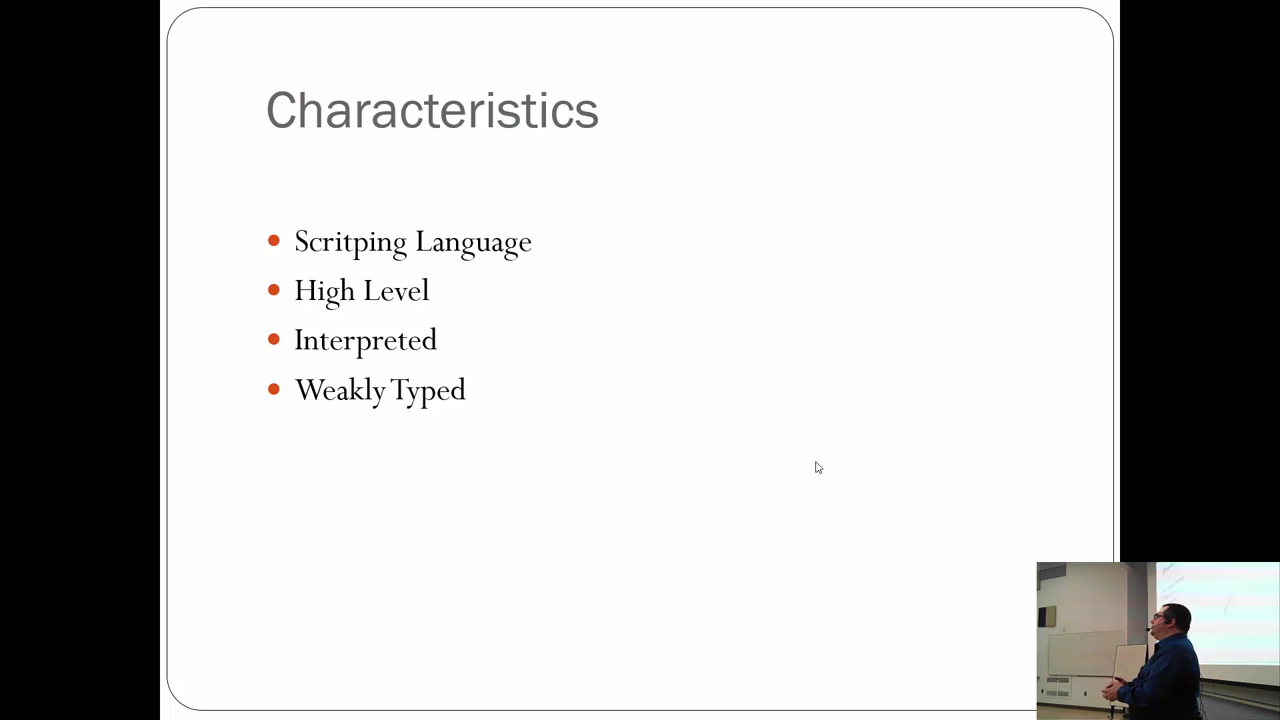 Characteristics
Scritping Language
High Level
Interpreted
Weakly Typed